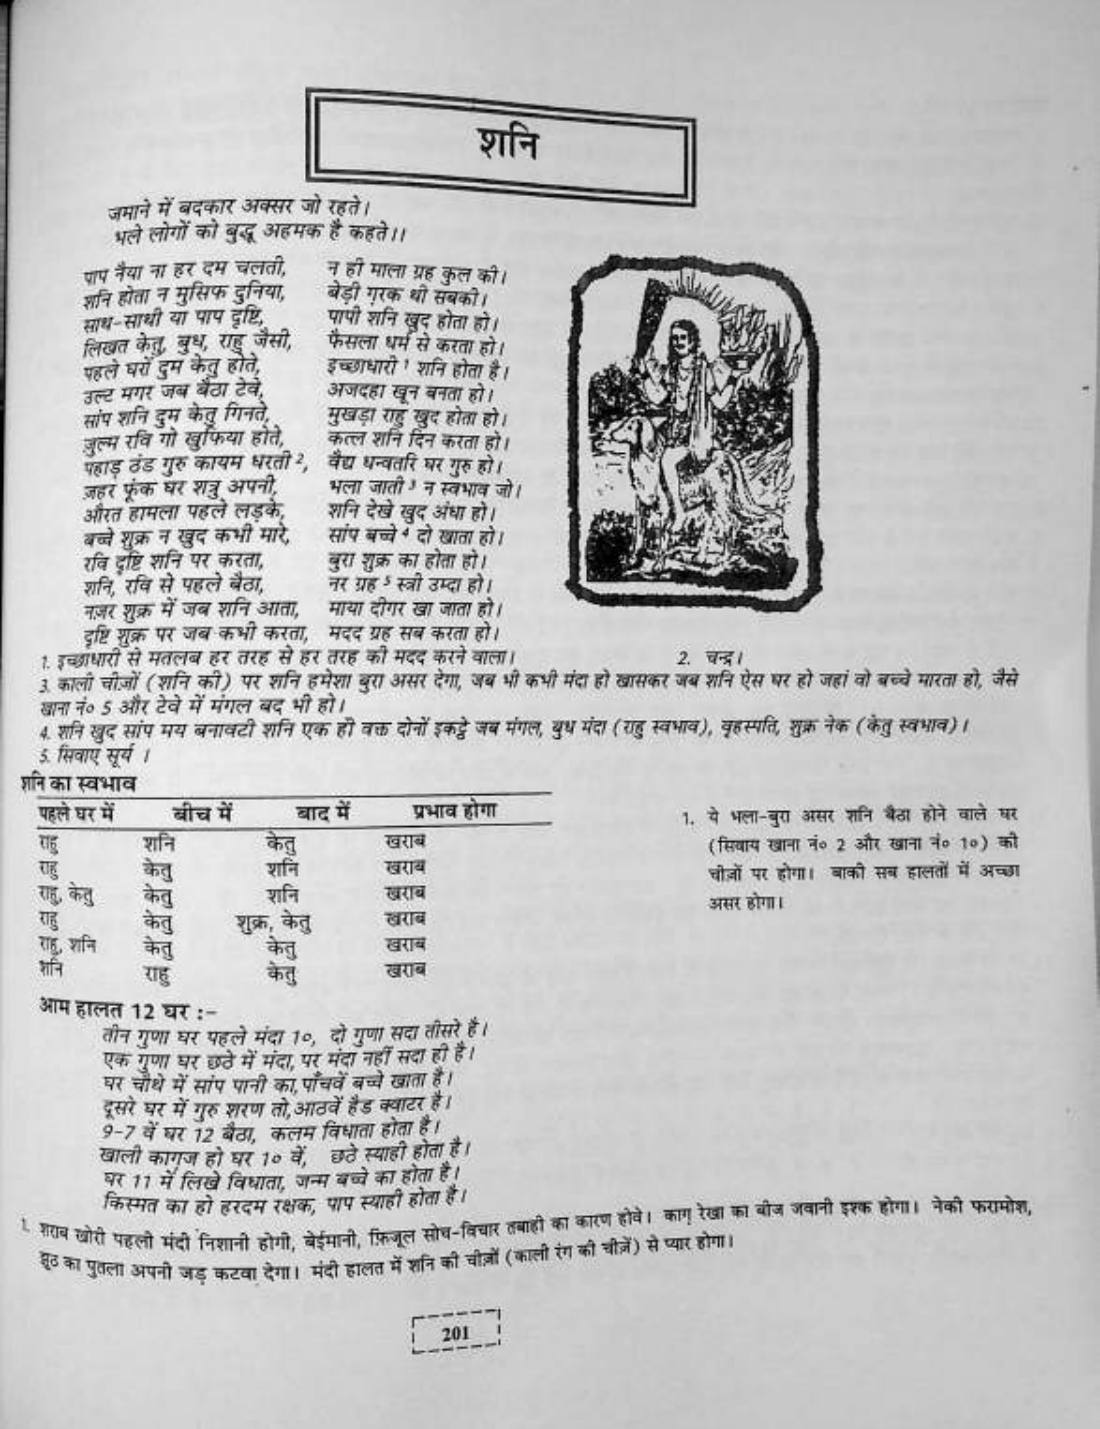 शनि
जमाने में बदकार अक्सर जो रहते।
भले लोगों को बुद्धू अहमक है कहते।।
पाप नैया ना हर दम चलती, न ही माला ग्रह कुल की।
शनि होता न मुसिफ दुनिया, बेड़ी ग़रक थी सबकी।
साथ-साथी या पाप दृष्टि, पापी शनि खुद होता हो।
लिखत केतु, बुध, राहु जैसी, फैसला धर्म से करता हो।
पहले घरों दुम केतु होते, इच्छाधारी 1 शनि होता है।
उल्ट मगर जब बैठा टेवे, अजदहा खून बनता हो।
सांप शनि दुम केतु गिनते, मुखड़ा राहु खुद होता हो।
ज़ुल्म रवि गो खुफिया होते, कत्ल शनि दिन करता हो।
पहाड़ ठंड गुरु कायम धरती 2, वैद्य धन्वतरि घर गुरु हो।
ज़हर फूंक घर शत्रु अपनी, भला जाती 3 न स्वभाव जो।
औरत हामला पहले लड़के, शनि देखे खुद अंधा हो।
बच्चे शुक्र न खुद कभी मारे, सांप बच्चे 4 दो खाता हो।
रवि दृष्टि शनि पर करता, बुरा शुक्र का होता हो।
शनि, रवि से पहले बैठा, नर ग्रह 5 स्त्री उम्दा हो।
नज़र शुक्र में जब शनि आता, माया दीगर खा जाता हो।
दृष्टि शुक्र पर जब कभी करता, मदद ग्रह सब करता हो।
1. इच्छाधारी से मतलब हर तरह से हर तरह की मदद करने वाला। 2. चन्द्र।
3. काली चीज़ों (शनि की) पर शनि हमेशा बुरा असर देगा, जब भी कभी मंदा हो खासकर जब शनि ऐस घर हो जहां वो बच्चे मारता हो, जैसे
खाना नं० 5 और टेवे में मंगल बद भी हो।
4. शनि खुद सांप मय बनावटी शनि एक ही वक्त दोनों इकट्ठे जब मंगल, बुध मंदा (राहु स्वभाव), वृहस्पति, शुक्र नेक (केतु स्वभाव)।
5. सिवाए सूर्य ।
शनि का स्वभाव
पहले घर में बीच में बाद में प्रभाव होगा
राहु शनि केतु खराब
राहु केतु शनि खराब
राहु, केतु केतु शनि खराब
राहु केतु शुक्र, केतु खराब
राहु, शनि केतु केतु खराब
शनि राहु केतु खराब
1. ये भला-बुरा असर शनि बैठा होने वाले घर
(सिवाय खाना नं० 2 और खाना नं० 10) की
चीज़ों पर होगा। बाकी सब हालतों में अच्छा
असर होगा।
आम हालत 12 घर :-
तीन गुणा घर पहले मंदा 10, दो गुणा सदा तीसरे है।
एक गुणा घर छठे में मंदा, पर मंदा नहीं सदा ही है।
घर चौथे में सांप पानी का, पाँचवें बच्चे खाता है।
दूसरे घर में गुरु शरण तो, आठवें हैड क्वाटर है।
9-7 वें घर 12 बैठा, कलम विधाता होता है।
खाली काग़ज हो घर 10 वें, छठे स्याही होता है।
घर 11 में लिखे विधाता, जन्म बच्चे का होता है।
किस्मत का हो हरदम रक्षक, पाप स्याही होता है।
1. शराब खोरी पहली मंदी निशानी होगी, बेईमानी, फ़िजूल सोच-विचार तबाही का कारण होवे। काग़ रेखा का बीज जवानी इश्क होगा। नेकी फरामोश,
झूठ का पुतला अपनी जड़ कटवा देगा। मंदी हालत में शनि की चीज़ों (काली रंग की चीज़ें) से प्यार होगा।
201